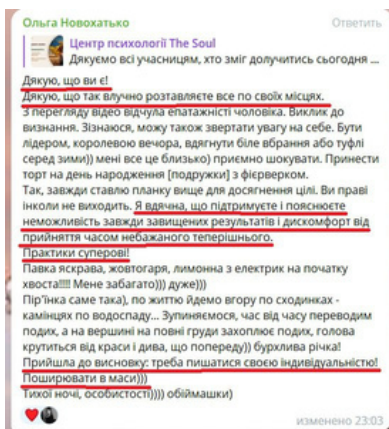 Ольга Новохатько
Ответить
Центр психології The Soul
Дякуємо всі учасницям, хто зміг долучитись сьогодня ...
Дякую, що ви є!
Дякую, що так влучно розтавляєте все по своїх місцях.
З перегляду відео відчула епатажністі чоловіка. Виклик до
визнання. Зізнаюся, можу також звертати увагу на себе. Бути
лідером, королевою вечора, вдягнути біле вбрання або туфлі
серед зими)) мені все це близько) приємно шокувати. Принести
торт на день народження [подружки] з фієрверком.
Так, завжди ставлю планку вище для досягнення цілі. Ви праві
інколи не виходить. Я вдячна, що підтримуєте і пояснюєте
неможливість завжди завищених результатів і дискомфорт від
прийняття часом небажаного теперішнього.
Практики суперові!
Павка яскрава, жовтогаря, лимонна з електрик на початку
хвоста!!!! Мене забагато))) дуже)))
Пір'їнка саме така), по життю йдемо вгору по сходинках -
камінцях по водоспаду... Зупиняємося, час від часу переводим
подих, а на вершині на повні груди захоплює подих, голова
крутиться від краси і дива, що попереду)) бурхлива річка!
Прийшла до висновку: треба пишатися своєю індивідуальністю!
Поширювати в маси)))
Тихої ночі, особистості)))) обіймашки)
изменено 23:03